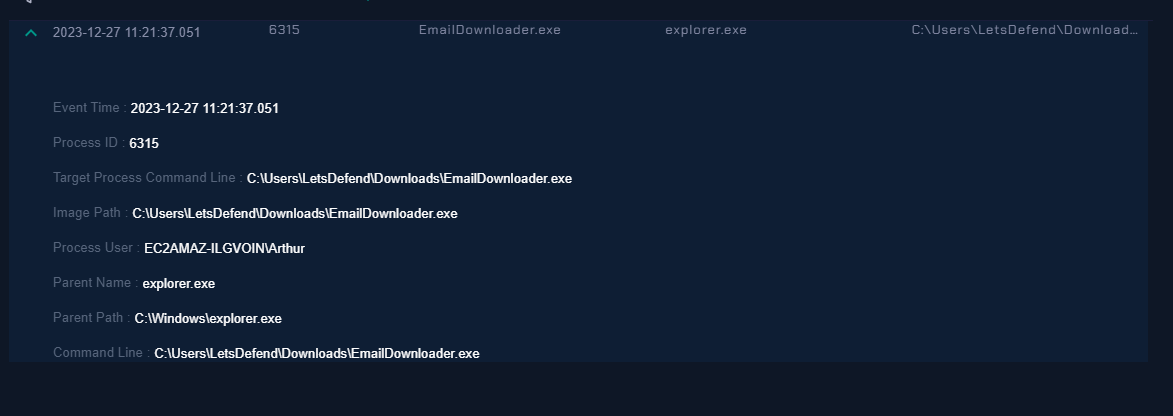 2023-12-27 11:21:37.051 6315 EmailDownloader.exe explorer.exe C:\Users\LetsDefend\Download...
Event Time : 2023-12-27 11:21:37.051
Process ID : 6315
Target Process Command Line : C:\Users\LetsDefend\Downloads\EmailDownloader.exe
Image Path : C:\Users\LetsDefend\Downloads\EmailDownloader.exe
Process User : EC2AMAZ-ILGVOIN\Arthur
Parent Name : explorer.exe
Parent Path : C:\Windows\explorer.exe
Command Line : C:\Users\LetsDefend\Downloads\EmailDownloader.exe